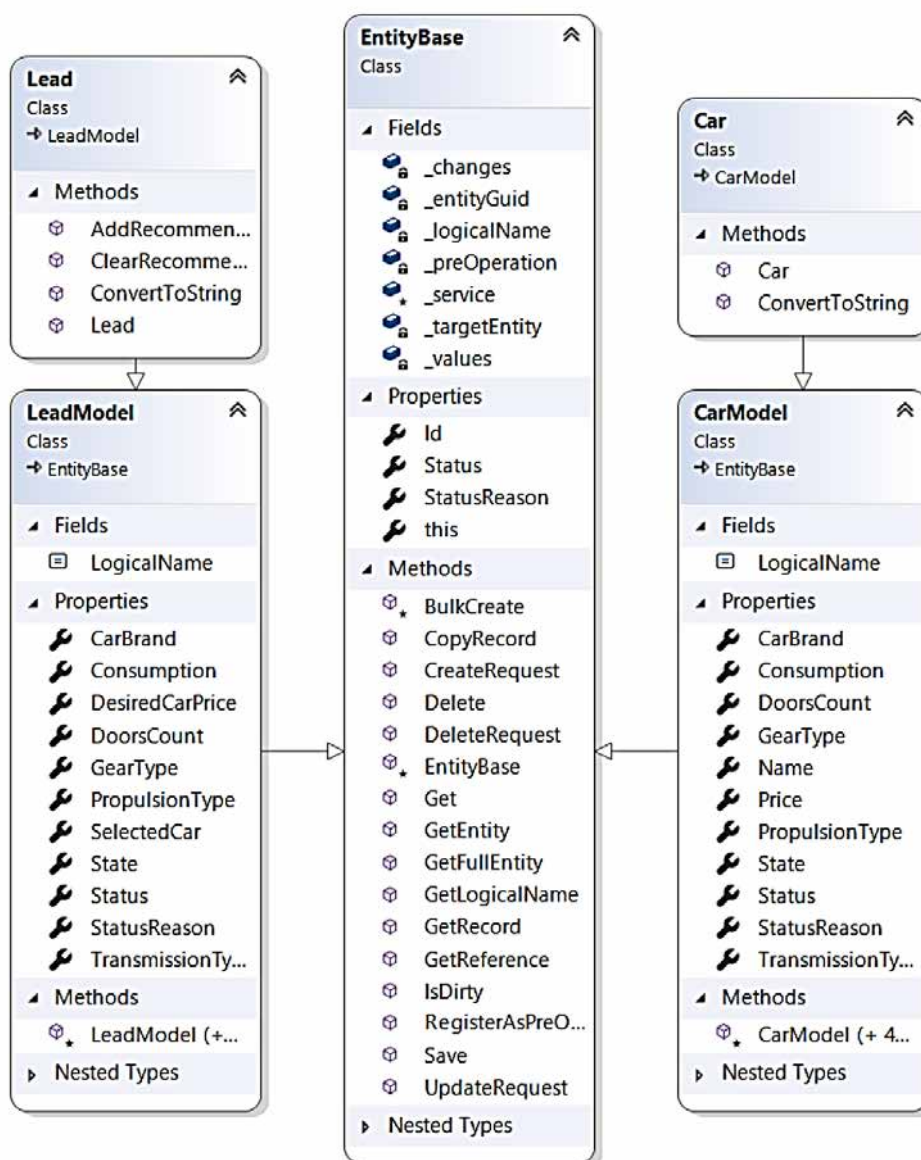 Lead
Class
LeadModel
Methods
AddRecommen...
ClearRecomme...
ConvertToString
Lead
LeadModel
Class
EntityBase
Fields
LogicalName
Properties
CarBrand
Consumption
DesiredCarPrice
DoorsCount
GearType
PropulsionType
SelectedCar
State
Status
StatusReason
TransmissionTy...
Methods
LeadModel (+...
Nested Types
EntityBase
Class
Fields
_changes
_entityGuid
_logicalName
_preOperation
_service
_targetEntity
_values
Properties
Id
Status
StatusReason
this
Methods
BulkCreate
CopyRecord
CreateRequest
Delete
DeleteRequest
EntityBase
Get
GetEntity
GetFullEntity
GetLogicalName
GetRecord
GetReference
IsDirty
RegisterAsPreO...
Save
UpdateRequest
Nested Types
Car
Class
CarModel
Methods
Car
ConvertToString
CarModel
Class
EntityBase
Fields
LogicalName
Properties
CarBrand
Consumption
DoorsCount
GearType
Name
Price
PropulsionType
State
Status
StatusReason
TransmissionTy...
Methods
CarModel (+ 4...
Nested Types